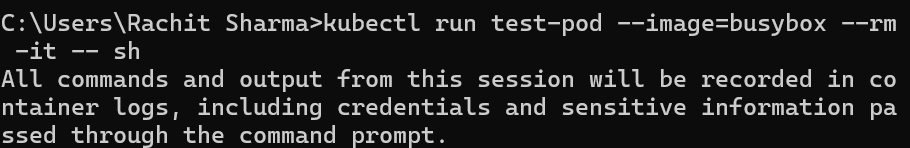 C:\Users\Rachit Sharma>kubectl run test-pod --image=busybox --rm
 -it -- sh
All commands and output from this session will be recorded in co
ntainer logs, including credentials and sensitive information pa
ssed through the command prompt.